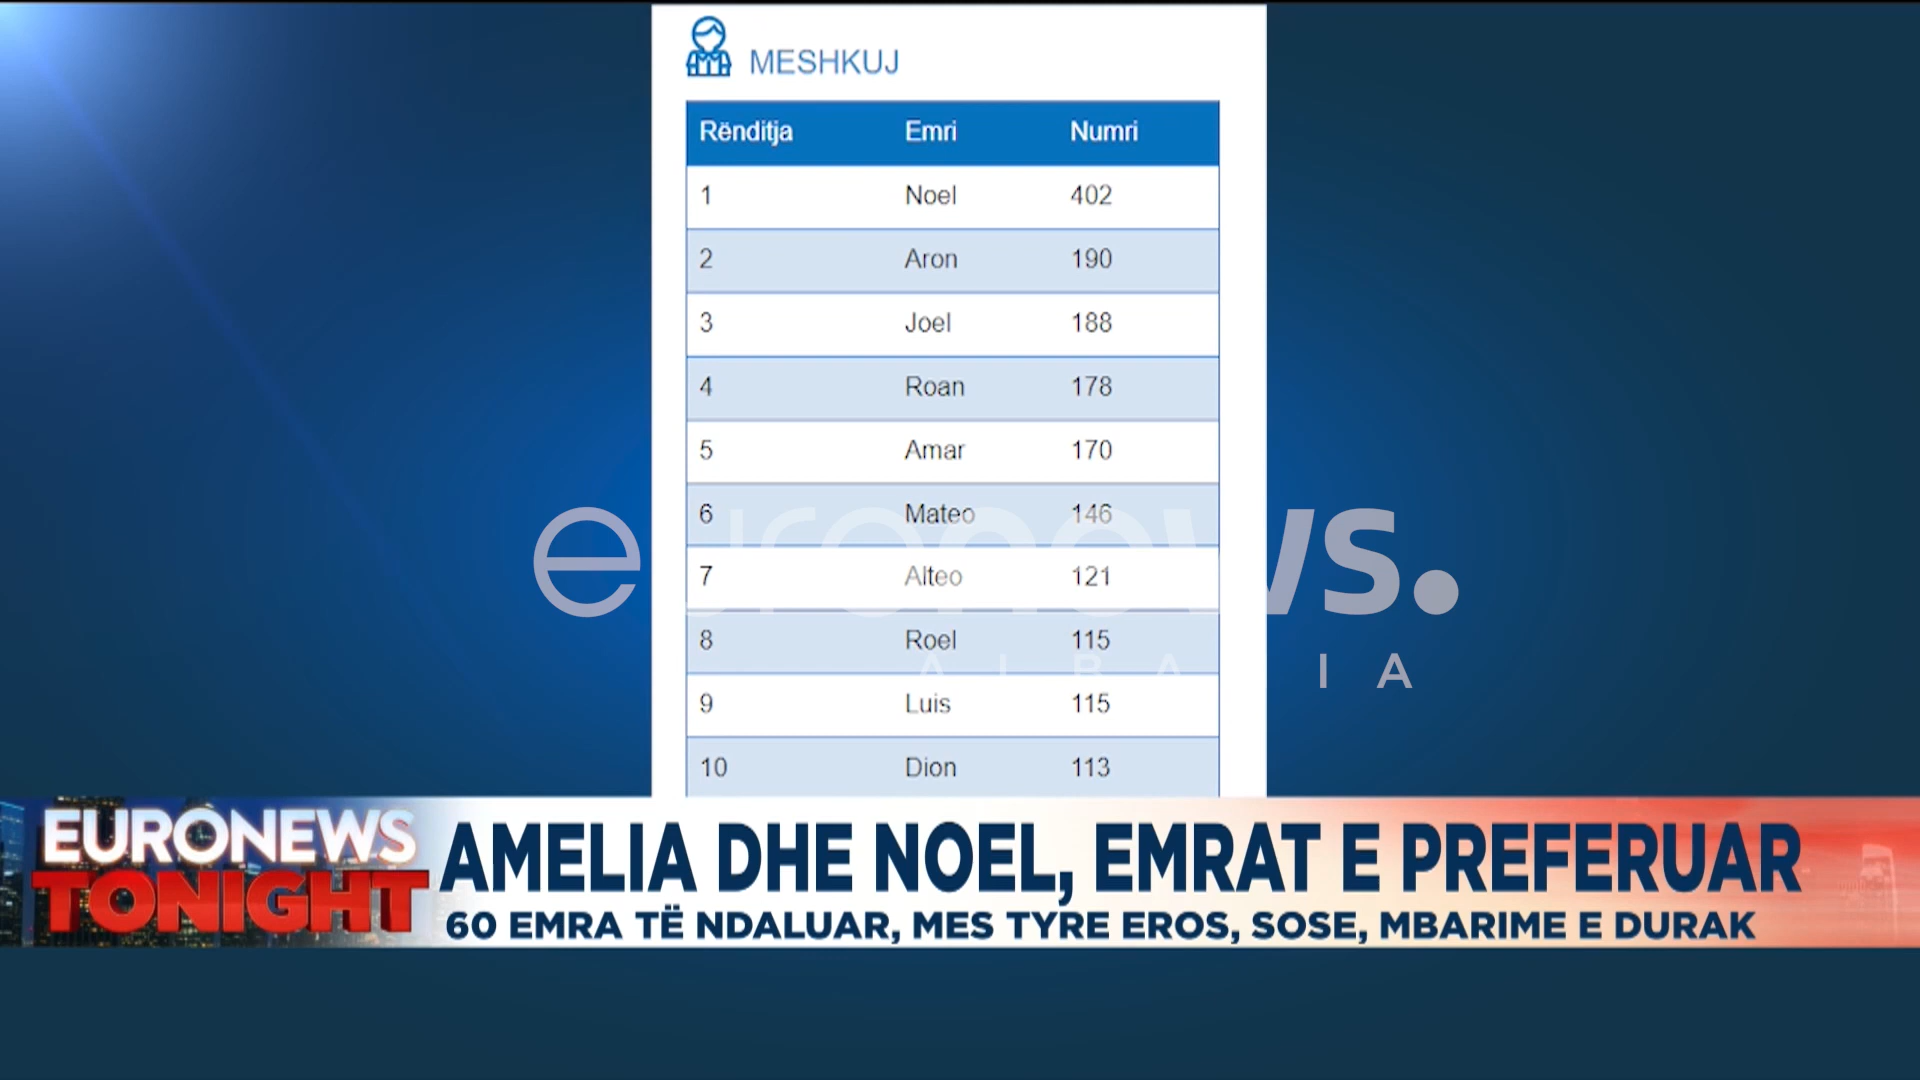 MESHKUJ
Rënditja Emri Numri
1 Noel 402
2 Aron 190
3 Joel 188
4 Roan 178
5 Amar 170
6 Mateo 146
7 Alteo 121
8 Roel 115
9 Luis 115
10 Dion 113
euronews.
ALBANIA
EURONEWS
TONIGHT
AMELIA DHE NOEL, EMRAT E PREFERUAR
60 EMRA TË NDALUAR, MES TYRE EROS, SOSE, MBARIME E DURAK